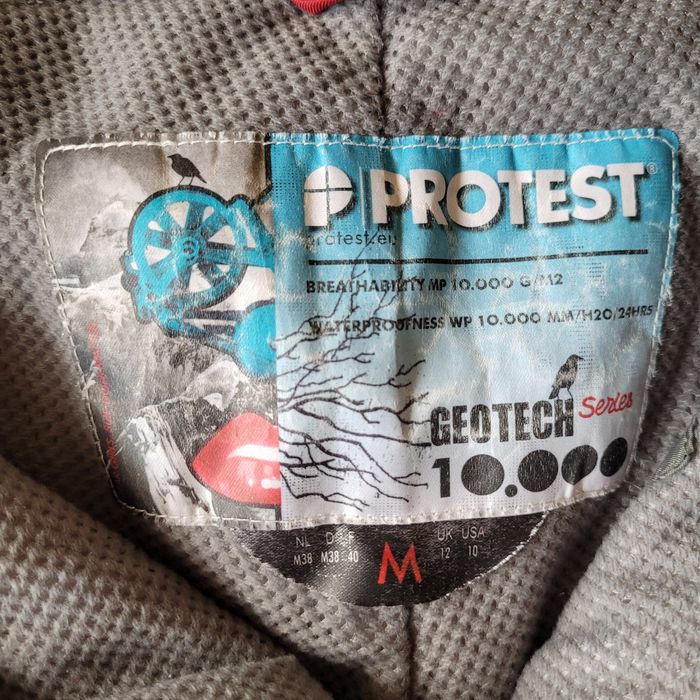 PROTEST®
protest.eu
BREATHABILITY MP 10.000 G/M2
WATERPROOFNESS WP 10.000 MM/H2O/24HRS
GEOTECH Series
10.000
NL D F UK USA
M38 M38 40 M 12 10